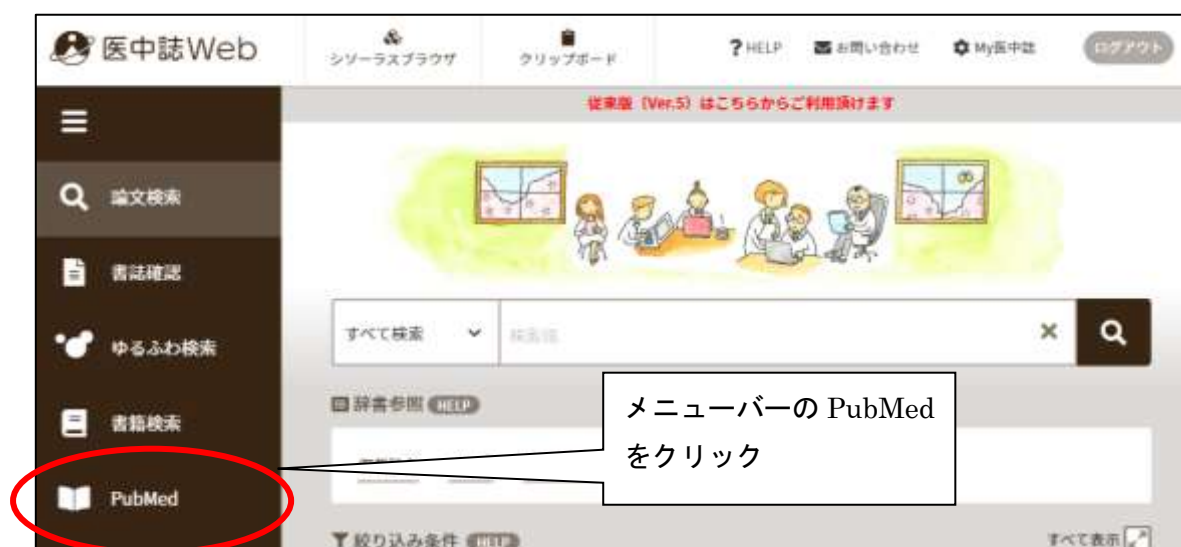 医中誌Web
シソーラスブラウザ
クリップボード
?HELP
お問い合わせ
My医中誌
ログアウト
従来版（Ver.5）はこちらからご利用頂けます
論文検索
書誌確認
ゆるふわ検索
書籍検索
PubMed
すべて検索
検索語
辞書参照 HELP
メニューバーの PubMed
をクリック
絞り込み条件 HELP
すべて表示